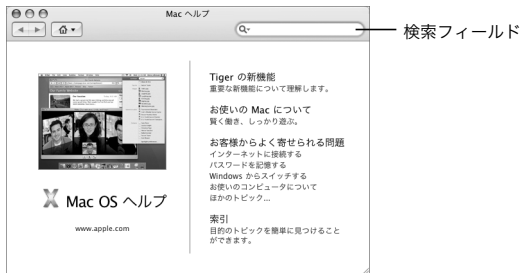 Mac ヘルプ
検索フィールド
Tiger の新機能
重要な新機能について理解します。
お使いの Mac について
賢く働き、しっかり遊ぶ。
お客様からよく寄せられる問題
インターネットに接続する
パスワードを記憶する
Windows からスイッチする
お使いのコンピュータについて
ほかのトピック...
索引
目的のトピックを簡単に見つけること
ができます。
Mac OS ヘルプ
www.apple.com